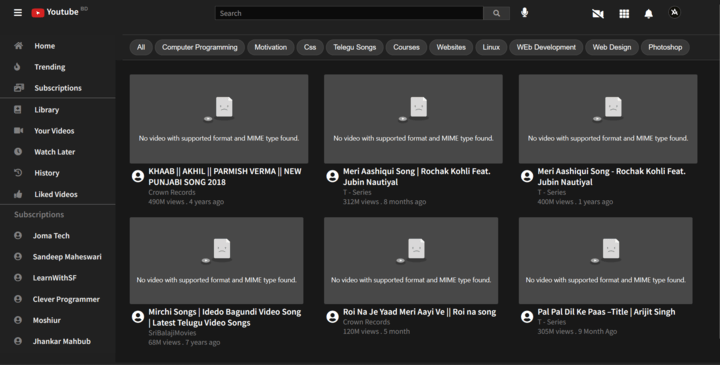 Youtube BD
Search
All
Computer Programming
Motivation
Css
Telegu Songs
Courses
Websites
Linux
WEb Development
Web Design
Photoshop
Home
Trending
Subscriptions
Library
Your Videos
Watch Later
History
Liked Videos
Subscriptions
Joma Tech
Sandeep Maheswari
LearnWithSF
Clever Programmer
Moshiur
Jhankar Mahbub
No video with supported format and MIME type found.
KHAAB || AKHIL || PARMISH VERMA || NEW
PUNJABI SONG 2018
Crown Records
490M views . 4 years ago
No video with supported format and MIME type found.
Meri Aashiqui Song | Rochak Kohli Feat.
Jubin Nautiyal
T - Series
312M views . 8 months ago
No video with supported format and MIME type found.
Meri Aashiqui Song - Rochak Kohli Feat.
Jubin Nautiyal
T - Series
400M views . 1 years ago
No video with supported format and MIME type found.
Mirchi Songs | Idedo Bagundi Video Song
| Latest Telugu Video Songs
SriBalajiMovies
68M views . 7 years ago
No video with supported format and MIME type found.
Roi Na Je Yaad Meri Aayi Ve || Roi na song
Crown Records
120M views . 5 month
No video with supported format and MIME type found.
Pal Pal Dil Ke Paas –Title | Arijit Singh
T - Series
305M views . 9 Month Ago